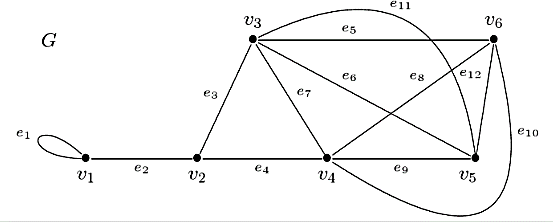 e₁₁
v₃ v₆
G e₅
e₆ e₈ e₁₂
e₃ e₇
e₁ e₁₀
e₂ e₄ e₉
v₁ v₂ v₄ v₅